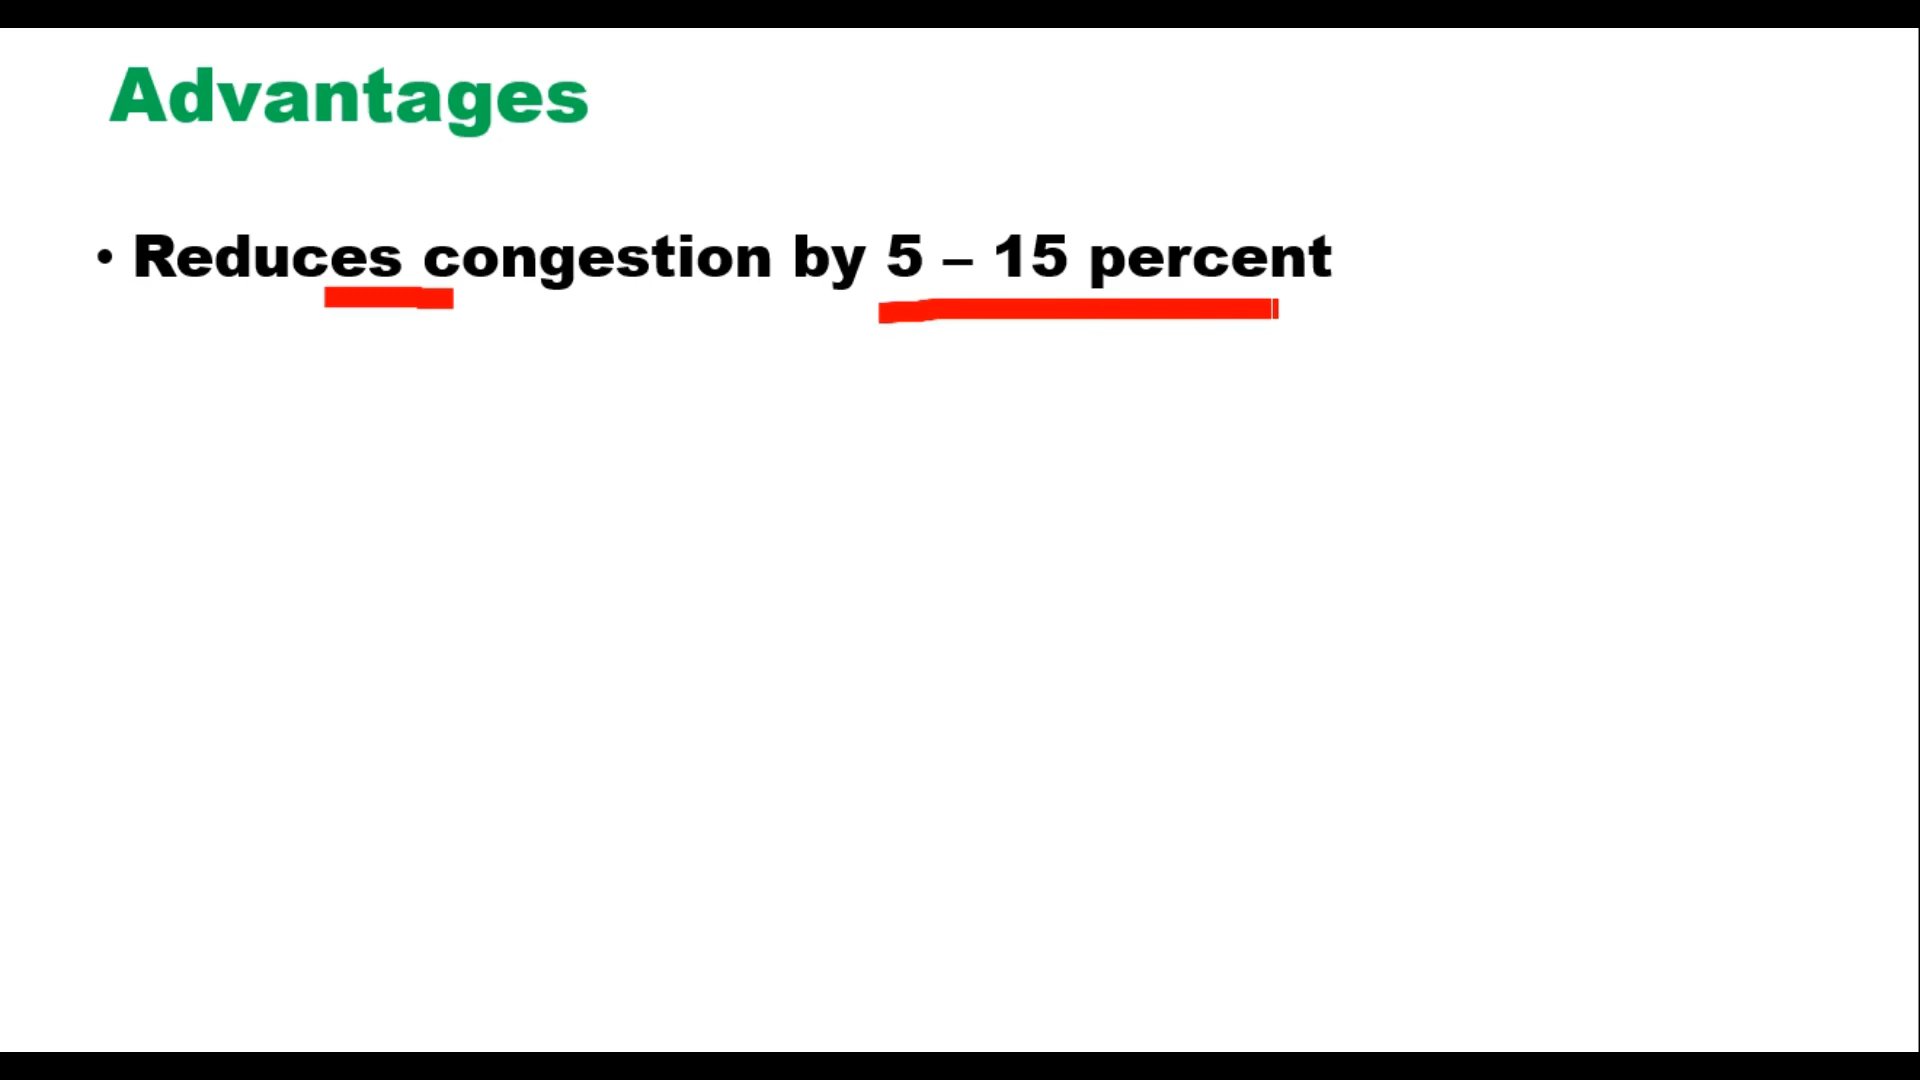 Advantages
• Reduces congestion by 5 – 15 percent